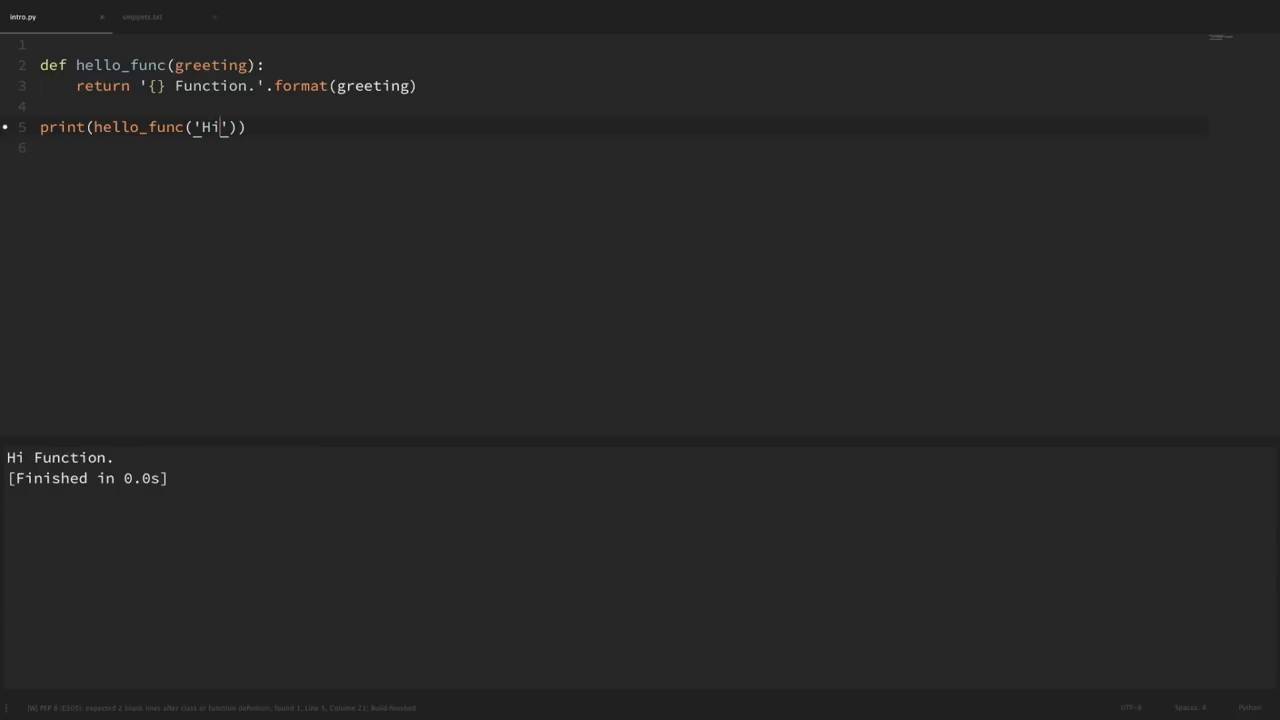 intro.py × snippets.txt ×
1
2 def hello_func(greeting):
3     return '{} Function.'.format(greeting)
4
5 print(hello_func('Hi'))
6
Hi Function.
[Finished in 0.0s]
[W] PEP 8 (E305): expected 2 blank lines after class or function definition, found 1, Line 5, Column 21; Build finished UTF-8 Spaces: 4 Python